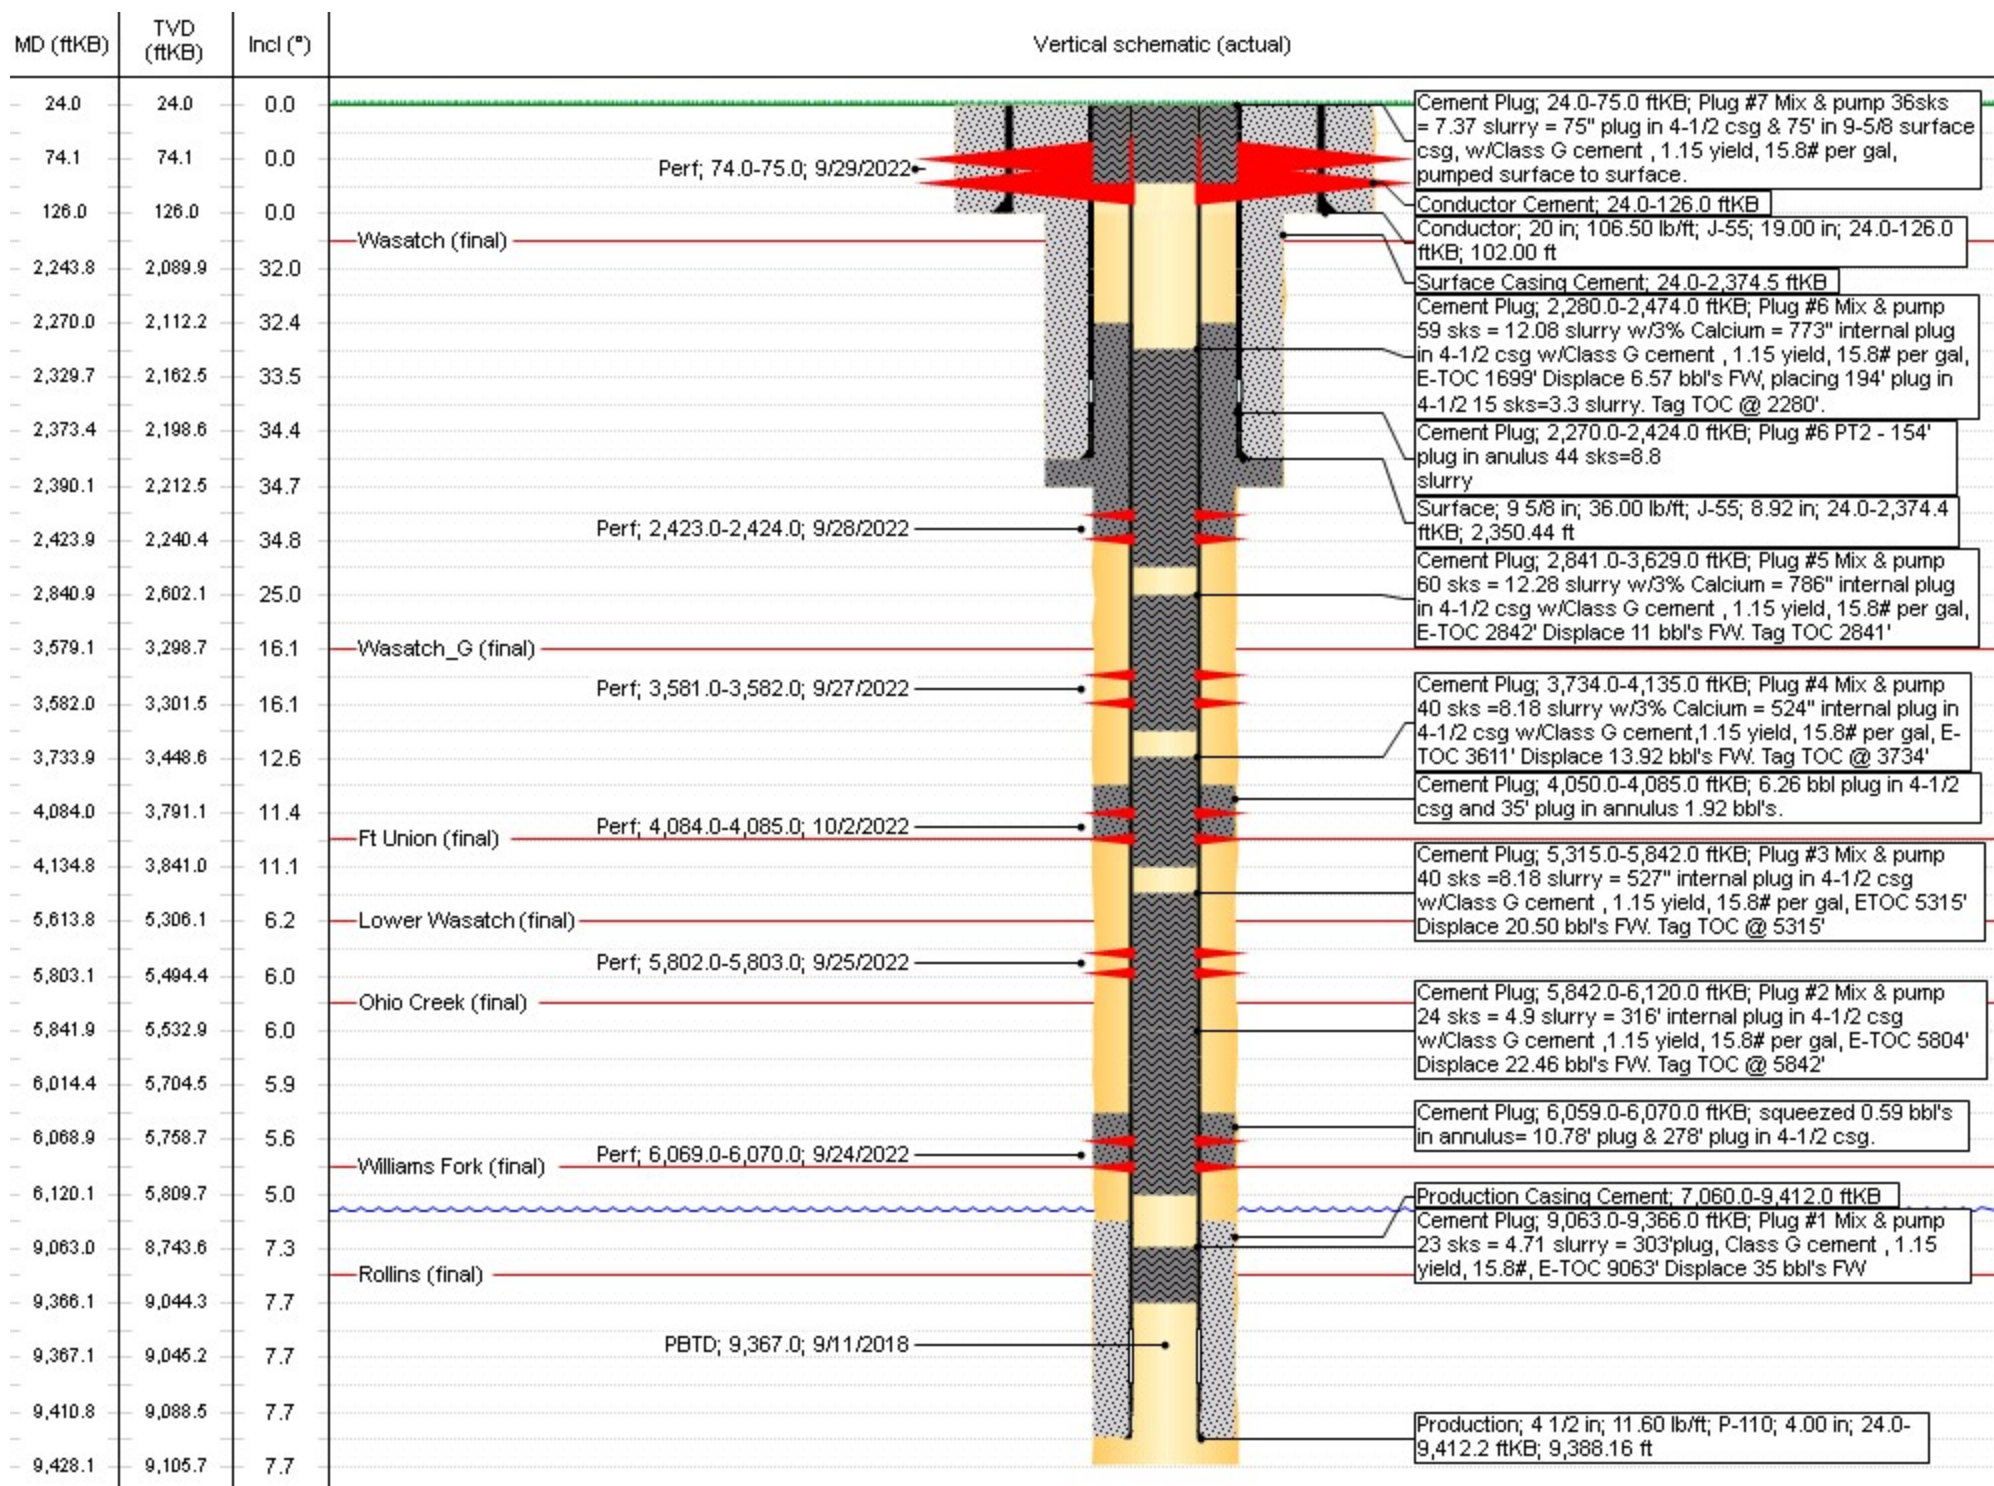 MD (ftKB)
TVD
(ftKB)
Incl (°)
Vertical schematic (actual)
24.0 24.0 0.0
74.1 74.1 0.0
126.0 126.0 0.0
2,243.8 2,089.9 32.0
2,270.0 2,112.2 32.4
2,329.7 2,162.5 33.5
2,373.4 2,198.6 34.4
2,390.1 2,212.5 34.7
2,423.9 2,240.4 34.8
2,840.9 2,602.1 25.0
3,579.1 3,298.7 16.1
3,582.0 3,301.5 16.1
3,733.9 3,448.6 12.6
4,084.0 3,791.1 11.4
4,134.8 3,841.0 11.1
5,613.8 5,306.1 6.2
5,803.1 5,494.4 6.0
5,841.9 5,532.9 6.0
6,014.4 5,704.5 5.9
6,068.9 5,758.7 5.6
6,120.1 5,809.7 5.0
9,063.0 8,743.6 7.3
9,366.1 9,044.3 7.7
9,367.1 9,045.2 7.7
9,410.8 9,088.5 7.7
9,428.1 9,105.7 7.7
Perf; 74.0-75.0; 9/29/2022
Wasatch (final)
Perf; 2,423.0-2,424.0; 9/28/2022
Wasatch_G (final)
Perf; 3,581.0-3,582.0; 9/27/2022
Perf; 4,084.0-4,085.0; 10/2/2022
Ft Union (final)
Lower Wasatch (final)
Perf; 5,802.0-5,803.0; 9/25/2022
Ohio Creek (final)
Perf; 6,069.0-6,070.0; 9/24/2022
Williams Fork (final)
Rollins (final)
PBTD; 9,367.0; 9/11/2018
Cement Plug; 24.0-75.0 ftKB; Plug #7 Mix & pump 36sks
= 7.37 slurry = 75" plug in 4-1/2 csg & 75' in 9-5/8 surface
csg, w/Class G cement , 1.15 yield, 15.8# per gal,
pumped surface to surface.
Conductor Cement; 24.0-126.0 ftKB
Conductor; 20 in; 106.50 lb/ft; J-55; 19.00 in; 24.0-126.0
ftKB; 102.00 ft
Surface Casing Cement; 24.0-2,374.5 ftKB
Cement Plug; 2,280.0-2,474.0 ftKB; Plug #6 Mix & pump
59 sks = 12.08 slurry w/3% Calcium = 773" internal plug
in 4-1/2 csg w/Class G cement , 1.15 yield, 15.8# per gal,
E-TOC 1699' Displace 6.57 bbl's FW, placing 194' plug in
4-1/2 15 sks=3.3 slurry. Tag TOC @ 2280'.
Cement Plug; 2,270.0-2,424.0 ftKB; Plug #6 PT2 - 154'
plug in anulus 44 sks=8.8
slurry
Surface; 9 5/8 in; 36.00 lb/ft; J-55; 8.92 in; 24.0-2,374.4
ftKB; 2,350.44 ft
Cement Plug; 2,841.0-3,629.0 ftKB; Plug #5 Mix & pump
60 sks = 12.28 slurry w/3% Calcium = 786" internal plug
in 4-1/2 csg w/Class G cement , 1.15 yield, 15.8# per gal,
E-TOC 2842' Displace 11 bbl's FW. Tag TOC 2841'
Cement Plug; 3,734.0-4,135.0 ftKB; Plug #4 Mix & pump
40 sks =8.18 slurry w/3% Calcium = 524" internal plug in
4-1/2 csg w/Class G cement,1.15 yield, 15.8# per gal, E-
TOC 3611' Displace 13.92 bbl's FW. Tag TOC @ 3734'
Cement Plug; 4,050.0-4,085.0 ftKB; 6.26 bbl plug in 4-1/2
csg and 35' plug in annulus 1.92 bbl's.
Cement Plug; 5,315.0-5,842.0 ftKB; Plug #3 Mix & pump
40 sks =8.18 slurry = 527" internal plug in 4-1/2 csg
w/Class G cement , 1.15 yield, 15.8# per gal, ETOC 5315'
Displace 20.50 bbl's FW. Tag TOC @ 5315'
Cement Plug; 5,842.0-6,120.0 ftKB; Plug #2 Mix & pump
24 sks = 4.9 slurry = 316' internal plug in 4-1/2 csg
w/Class G cement ,1.15 yield, 15.8# per gal, E-TOC 5804'
Displace 22.46 bbl's FW. Tag TOC @ 5842'
Cement Plug; 6,059.0-6,070.0 ftKB; squeezed 0.59 bbl's
in annulus= 10.78' plug & 278' plug in 4-1/2 csg.
Production Casing Cement; 7,060.0-9,412.0 ftKB
Cement Plug; 9,063.0-9,366.0 ftKB; Plug #1 Mix & pump
23 sks = 4.71 slurry = 303'plug, Class G cement , 1.15
yield, 15.8#, E-TOC 9063' Displace 35 bbl's FW
Production; 4 1/2 in; 11.60 lb/ft; P-110; 4.00 in; 24.0-
9,412.2 ftKB; 9,388.16 ft